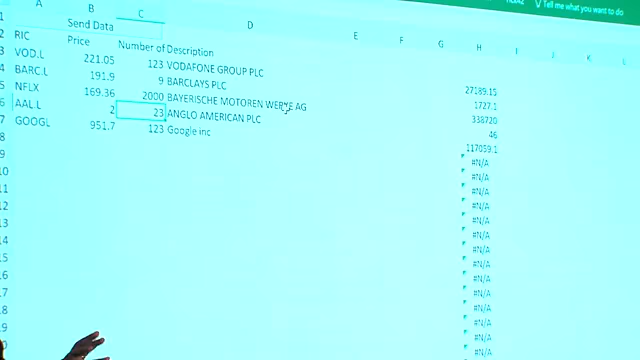 Tell me what you want to do
A B C D E F G H I J K L
1 Send Data
2 RIC Price Number of Description
3 VOD.L 221.05 123 VODAFONE GROUP PLC 27189.15
4 BARC.L 191.9 9 BARCLAYS PLC 1727.1
5 NFLX 169.36 2000 BAYERISCHE MOTOREN WERKE AG 338720
6 AAL.L 2 23 ANGLO AMERICAN PLC 46
7 GOOGL 951.7 123 Google inc 117059.1
8 #N/A
9 #N/A
10 #N/A
11 #N/A
12 #N/A
13 #N/A
14 #N/A
15 #N/A
16 #N/A
17 #N/A
18 #N/A
19 #N/A
#N/A
#N/A